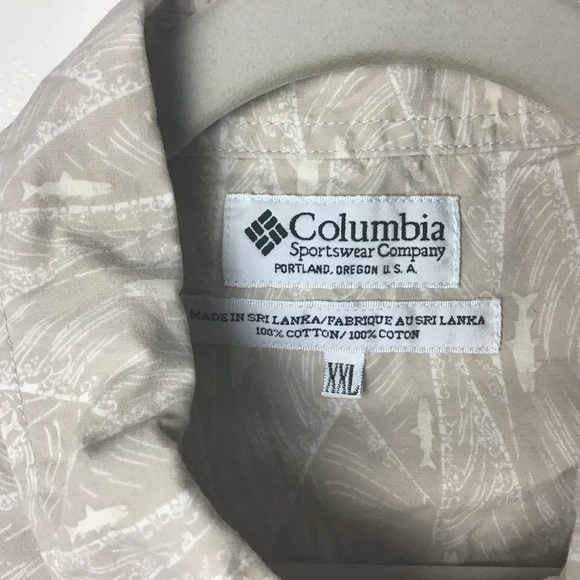 Columbia
Sportswear Company
PORTLAND, OREGON U.S.A.
MADE IN SRI LANKA/FABRIQUE AU SRI LANKA
100% COTTON/100% COTON
XXL